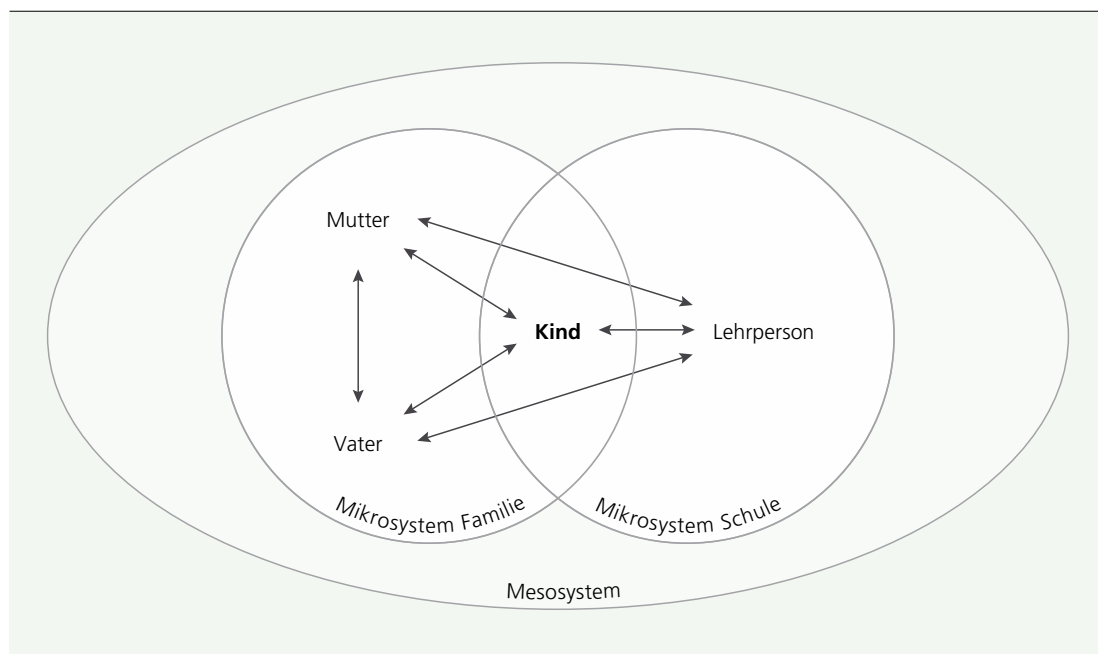 Mutter
Kind
Lehrperson
Vater
Mikrosystem Familie
Mikrosystem Schule
Mesosystem